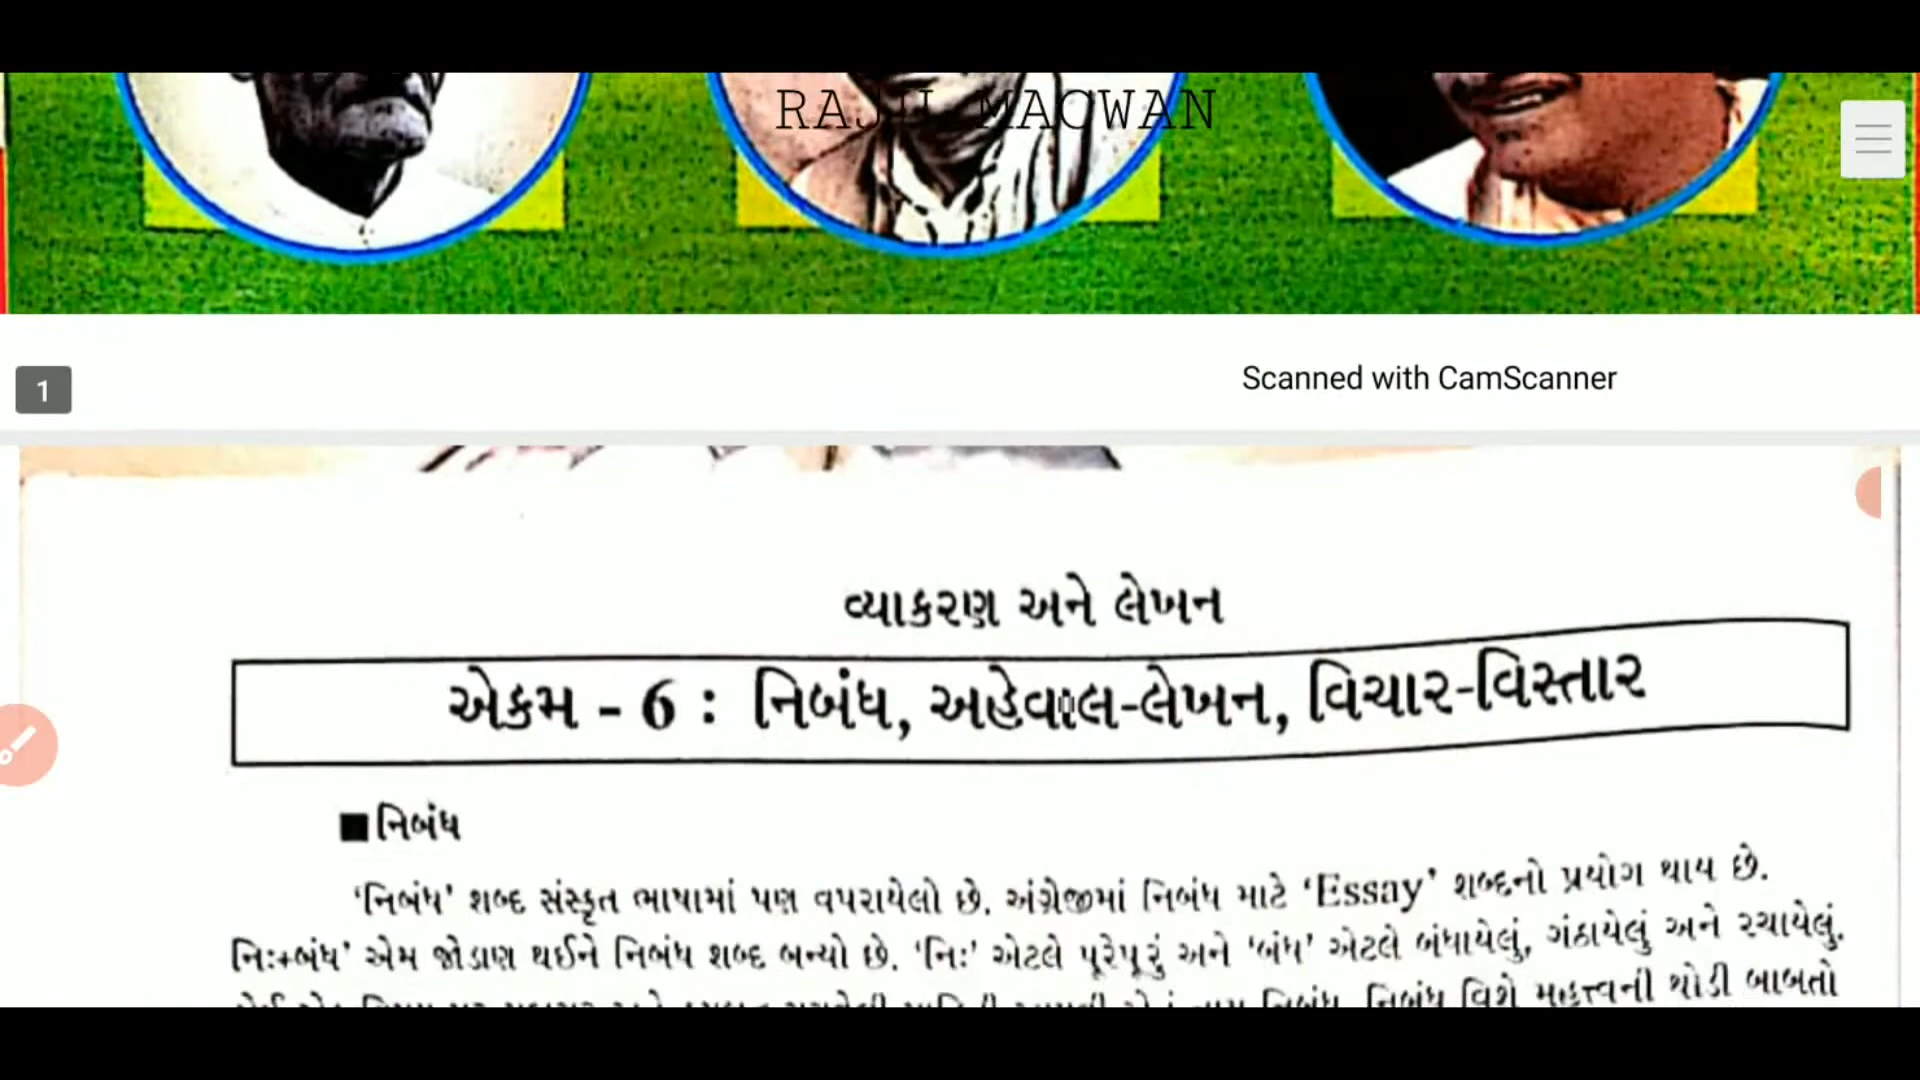 RAJ MACWAN
1
Scanned with CamScanner
વ્યાકરણ અને લેખન
એકમ - 6 : નિબંધ, અહેવાલ-લેખન, વિચાર-વિસ્તાર
■ નિબંધ
‘નિબંધ’ શબ્દ સંસ્કૃત ભાષામાં પણ વપરાયેલો છે. અંગ્રેજીમાં નિબંધ માટે ‘Essay’ શબ્દનો પ્રયોગ થાય છે.
નિઃ+બંધ’ એમ જોડાણ થઈને નિબંધ શબ્દ બન્યો છે. ‘નિઃ’ એટલે પૂરેપૂરું અને ‘બંધ’ એટલે બંધાયેલું, ગંઠાયેલું અને રચાયેલું.
નિબંધ. નિબંધ વિશે મહત્ત્વની થોડી બાબતો